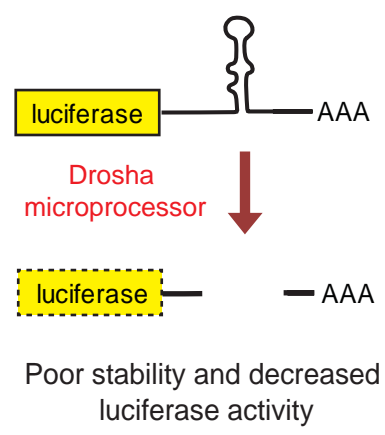 luciferase AAA
Drosha
microprocessor
luciferase AAA
Poor stability and decreased
luciferase activity